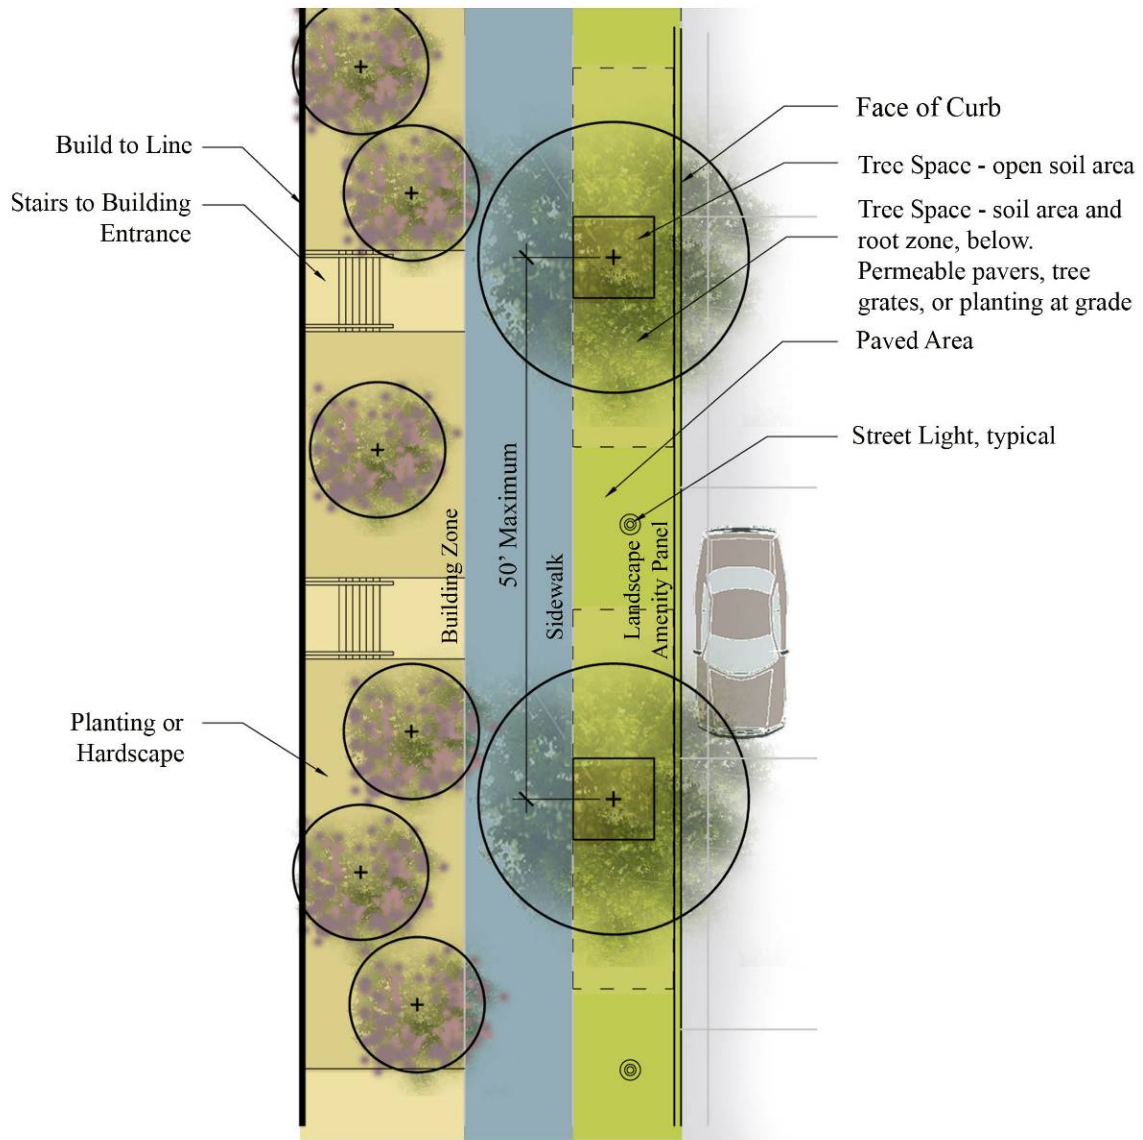 Build to Line
Stairs to Building
Entrance
Planting or
Hardscape
Building Zone
50’ Maximum
Sidewalk
Landscape
Amenity Panel
Face of Curb
Tree Space - open soil area
Tree Space - soil area and
root zone, below.
Permeable pavers, tree
grates, or planting at grade
Paved Area
Street Light, typical